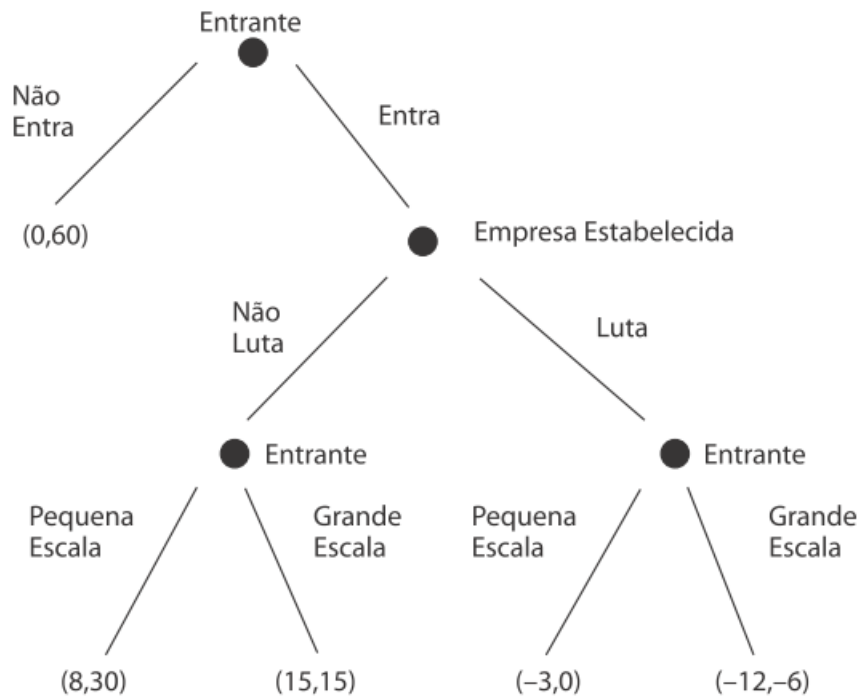 Entrante
Não
Entra
Entra
(0,60)
Empresa Estabelecida
Não
Luta
Luta
Entrante
Entrante
Pequena
Escala
Grande
Escala
Pequena
Escala
Grande
Escala
(8,30)
(15,15)
(–3,0)
(–12,–6)